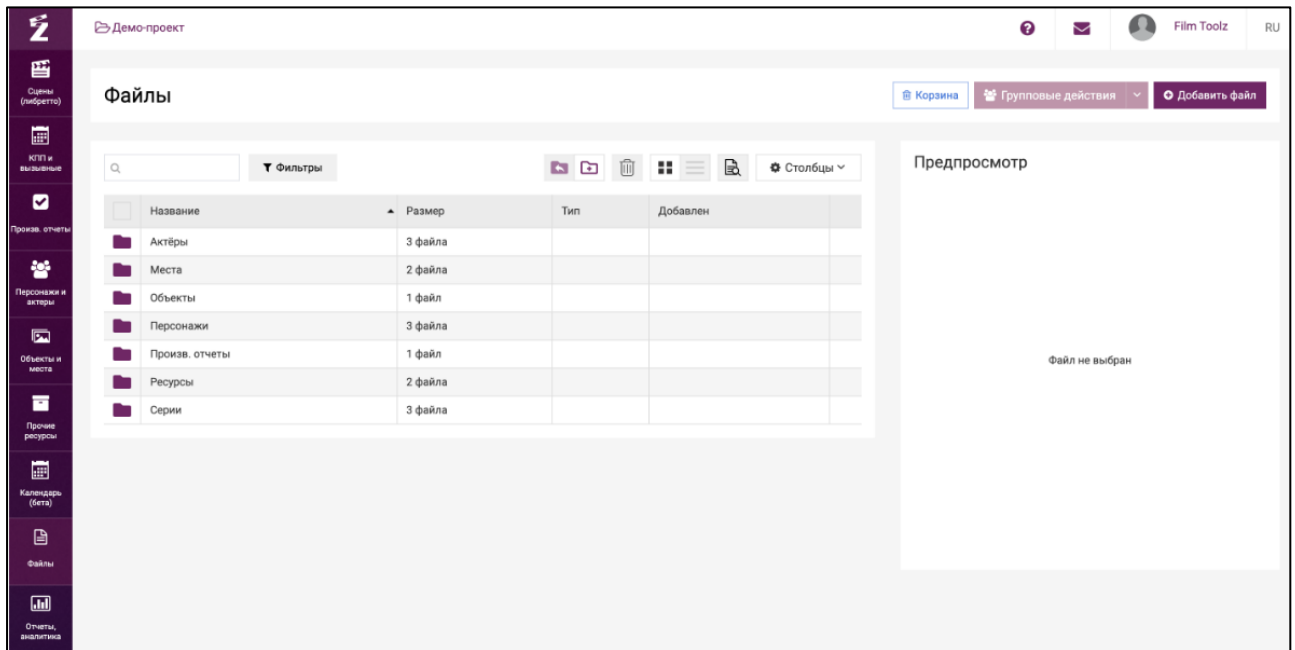 Демо-проект
Film Toolz
RU
Сцены
(либретто)
КПП и
вызывные
Произв. отчеты
Персонажи и
актеры
Объекты и
места
Прочие
ресурсы
Календарь
(бета)
Файлы
Отчеты,
аналитика
Файлы
Корзина
Групповые действия
Добавить файл
Фильтры
Столбцы
Название Размер Тип Добавлен
Актёры 3 файла
Места 2 файла
Объекты 1 файл
Персонажи 3 файла
Произв. отчеты 1 файл
Ресурсы 2 файла
Серии 3 файла
Предпросмотр
Файл не выбран